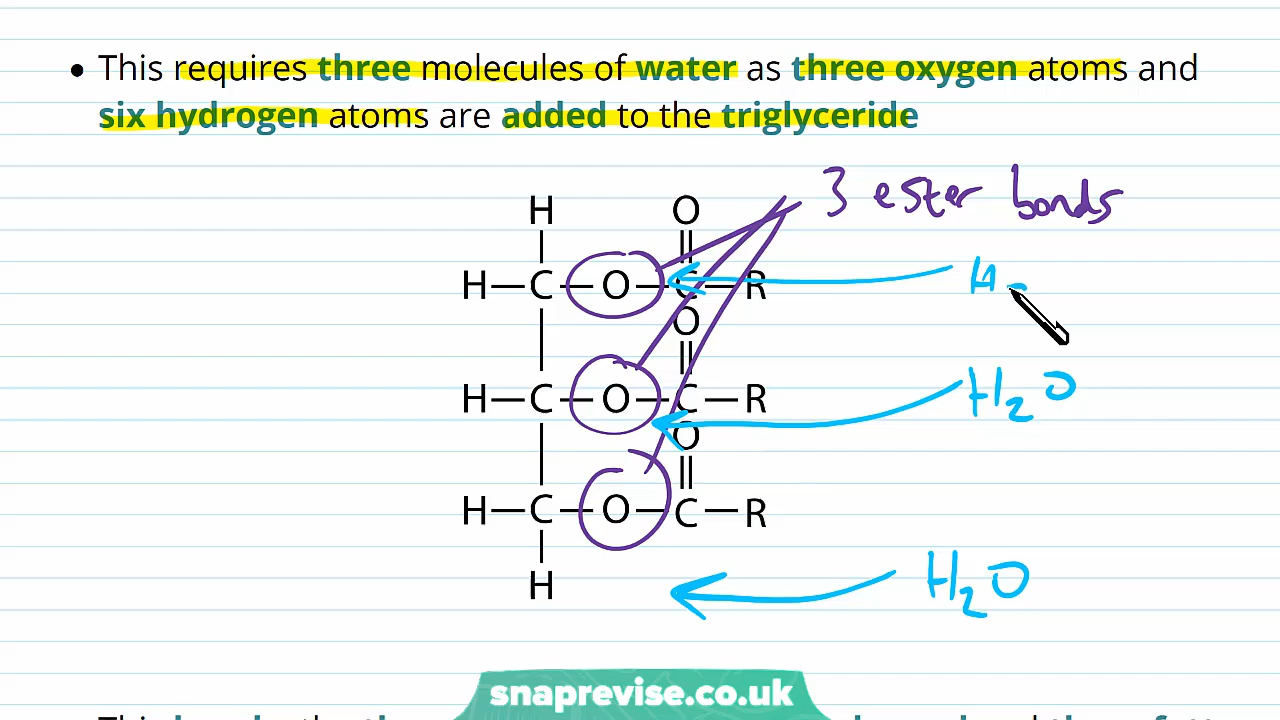 • This requires three molecules of water as three oxygen atoms and
six hydrogen atoms are added to the triglyceride
3 ester bonds
H O
H—C—O—C—R
H
O
H—C—O—C—R
H₂O
O
H—C—O—C—R
H
H₂O
snaprevise.co.uk